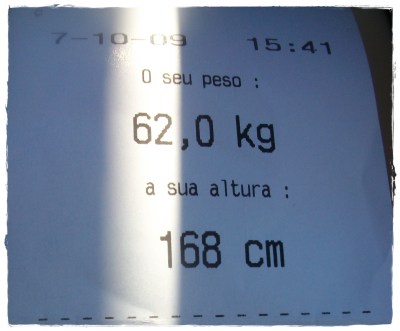 7-10-09 15:41
O seu peso :
62,0 kg
a sua altura :
168 cm